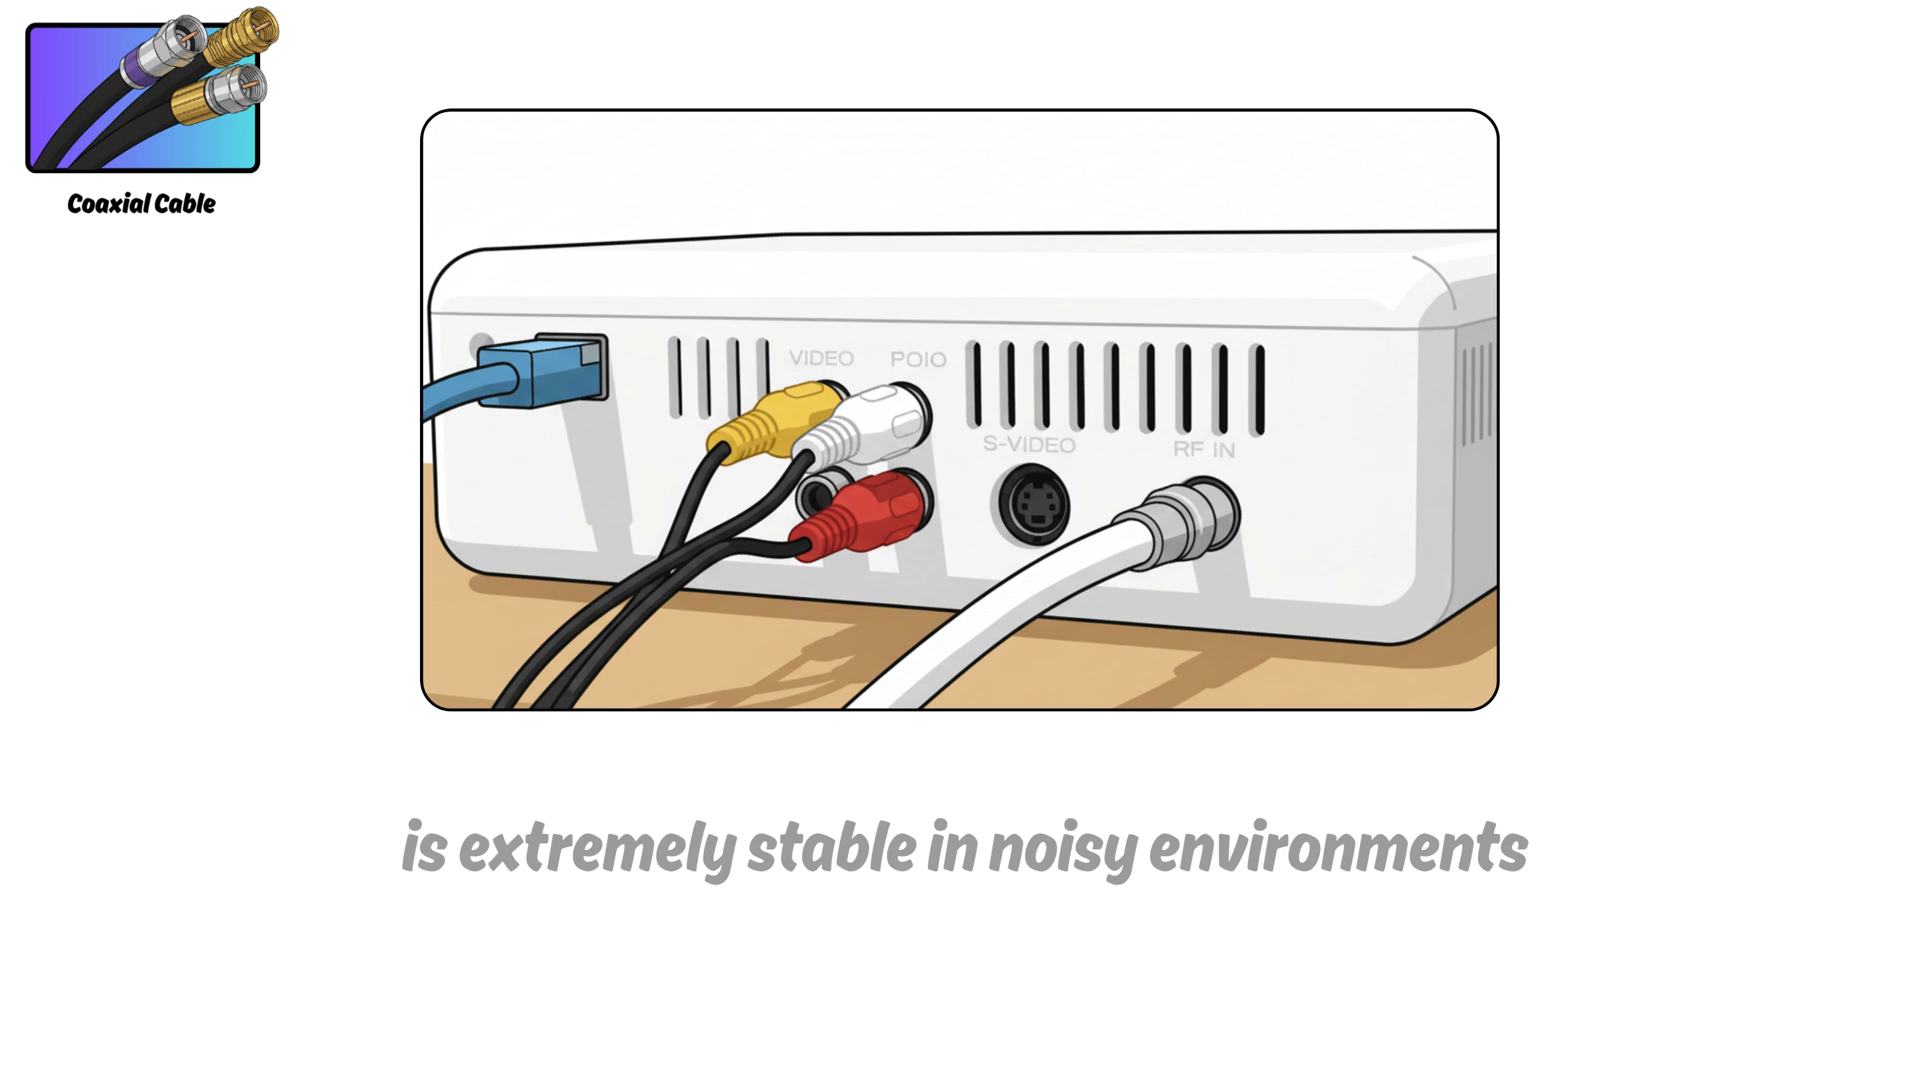 Coaxial Cable
VIDEO POIO
S-VIDEO RF IN
is extremely stable in noisy environments